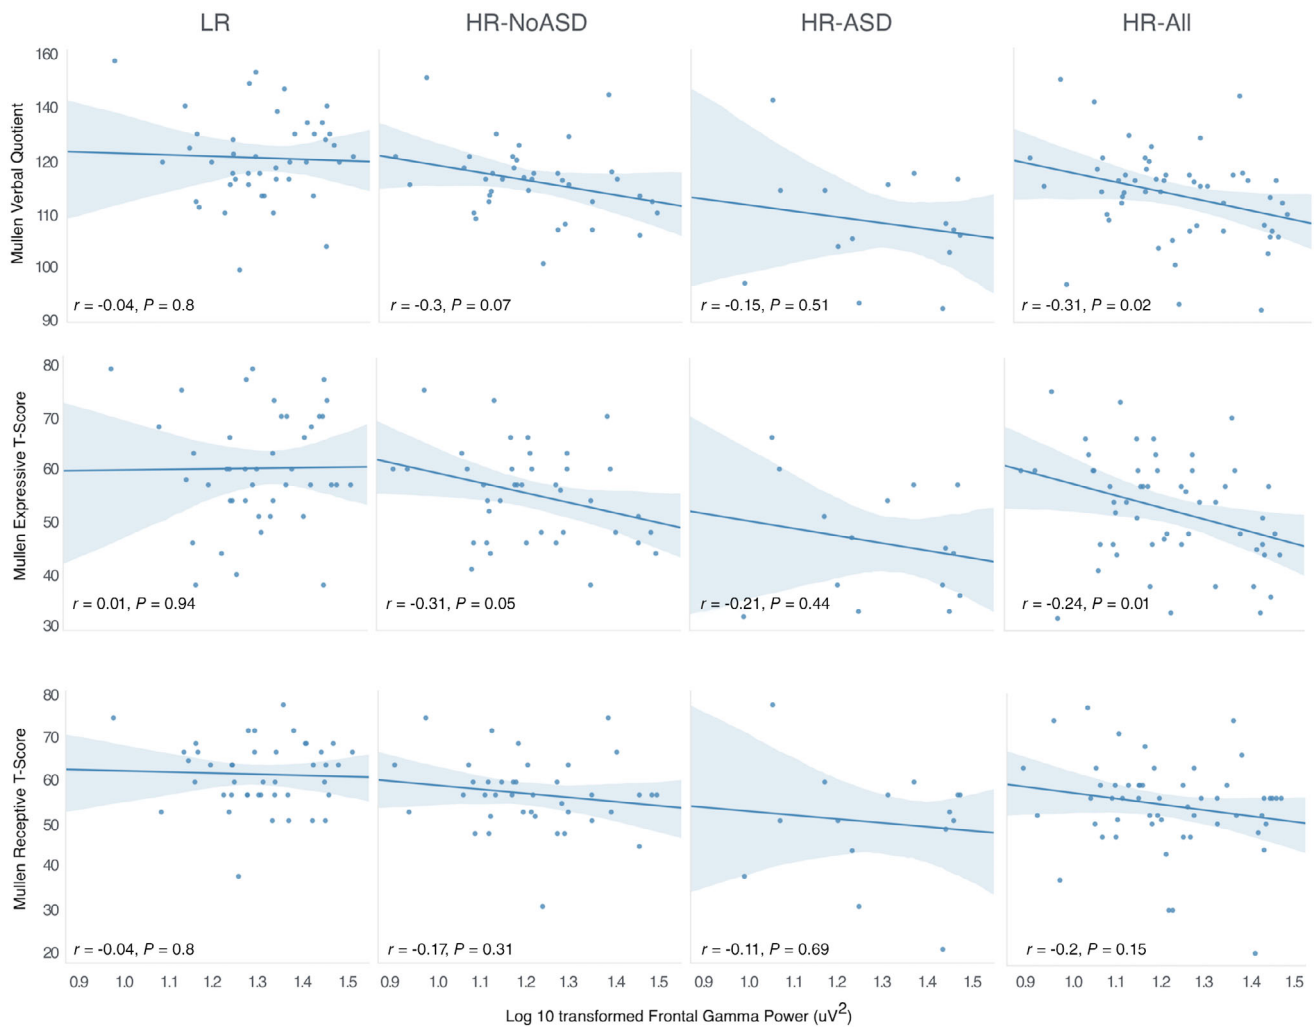 LR HR-NoASD HR-ASD HR-All
Mullen Verbal Quotient
160
140
120
110
100
90
r = -0.04, P = 0.8
r = -0.3, P = 0.07
r = -0.15, P = 0.51
r = -0.31, P = 0.02
Mullen Expressive T-Score
80
70
60
50
40
30
r = 0.01, P = 0.94
r = -0.31, P = 0.05
r = -0.21, P = 0.44
r = -0.24, P = 0.01
Mullen Receptive T-Score
80
70
60
50
40
30
20
r = -0.04, P = 0.8
r = -0.17, P = 0.31
r = -0.11, P = 0.69
r = -0.2, P = 0.15
0.9 1.0 1.1 1.2 1.3 1.4 1.5
0.9 1.0 1.1 1.2 1.3 1.4 1.5
0.9 1.0 1.1 1.2 1.3 1.4 1.5
0.9 1.0 1.1 1.2 1.3 1.4 1.5
Log 10 transformed Frontal Gamma Power (uV²)